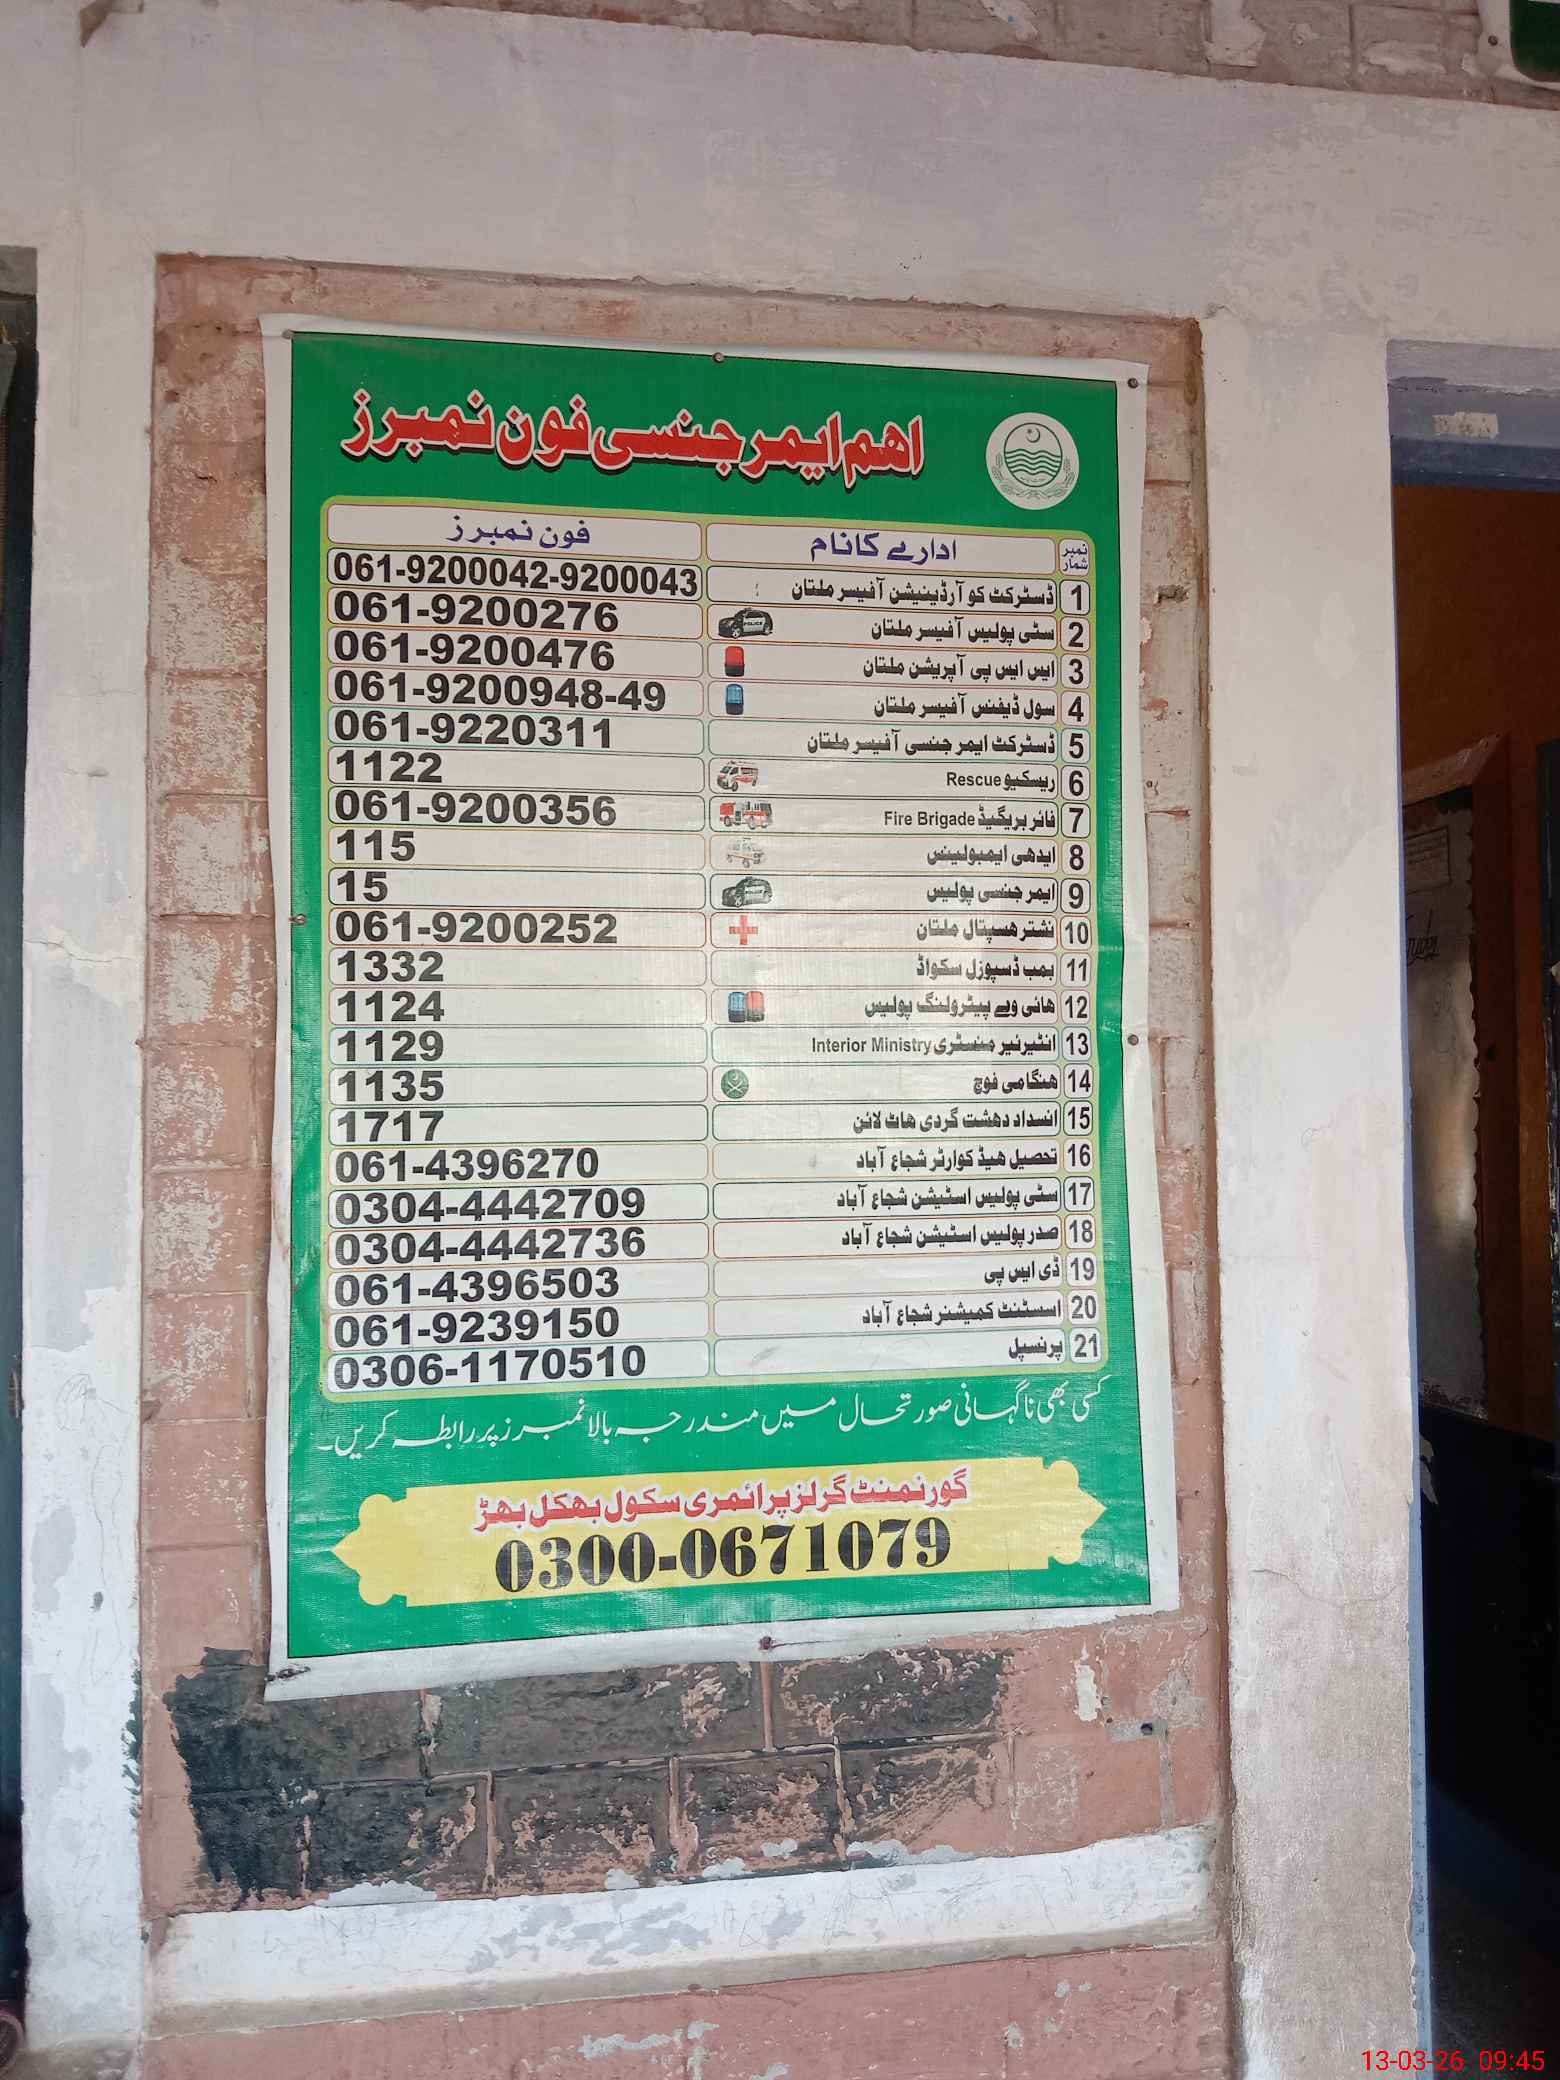 اہم ایمرجنسی فون نمبرز
نمبر شمار ادارے کا نام فون نمبرز
1 ڈسٹرکٹ کوآرڈینیشن آفیسر ملتان 061-9200042-9200043
2 سٹی پولیس آفیسر ملتان POLICE 061-9200276
3 ایس ایس پی آپریشن ملتان 061-9200476
4 سول ڈیفنس آفیسر ملتان 061-9200948-49
5 ڈسٹرکٹ ایمرجنسی آفیسر ملتان 061-9220311
6 ریسکیو Rescue 1122
7 فائر بریگیڈ Fire Brigade 061-9200356
8 ایدھی ایمبولینس 115
9 ایمرجنسی پولیس POLICE 15
10 نشتر ہسپتال ملتان 061-9200252
11 بمب ڈسپوزل سکواڈ 1332
12 ہائی وے پیٹرولنگ پولیس 1124
13 انٹیرئیر منسٹری Interior Ministry 1129
14 ہنگامی فوج 1135
15 انسداد دہشت گردی ہاٹ لائن 1717
16 تحصیل ہیڈ کوارٹر شجاع آباد 061-4396270
17 سٹی پولیس اسٹیشن شجاع آباد 0304-4442709
18 صدر پولیس اسٹیشن شجاع آباد 0304-4442736
19 ڈی ایس پی 061-4396503
20 اسسٹنٹ کمیشنر شجاع آباد 061-9239150
21 پرنسپل 0306-1170510
کسی بھی ناگہانی صورتحال میں مندرجہ بالا نمبرز پر رابطہ کریں۔
گورنمنٹ گرلز پرائمری سکول بھکل بھڑ
0300-0671079
13-03-26 09:45